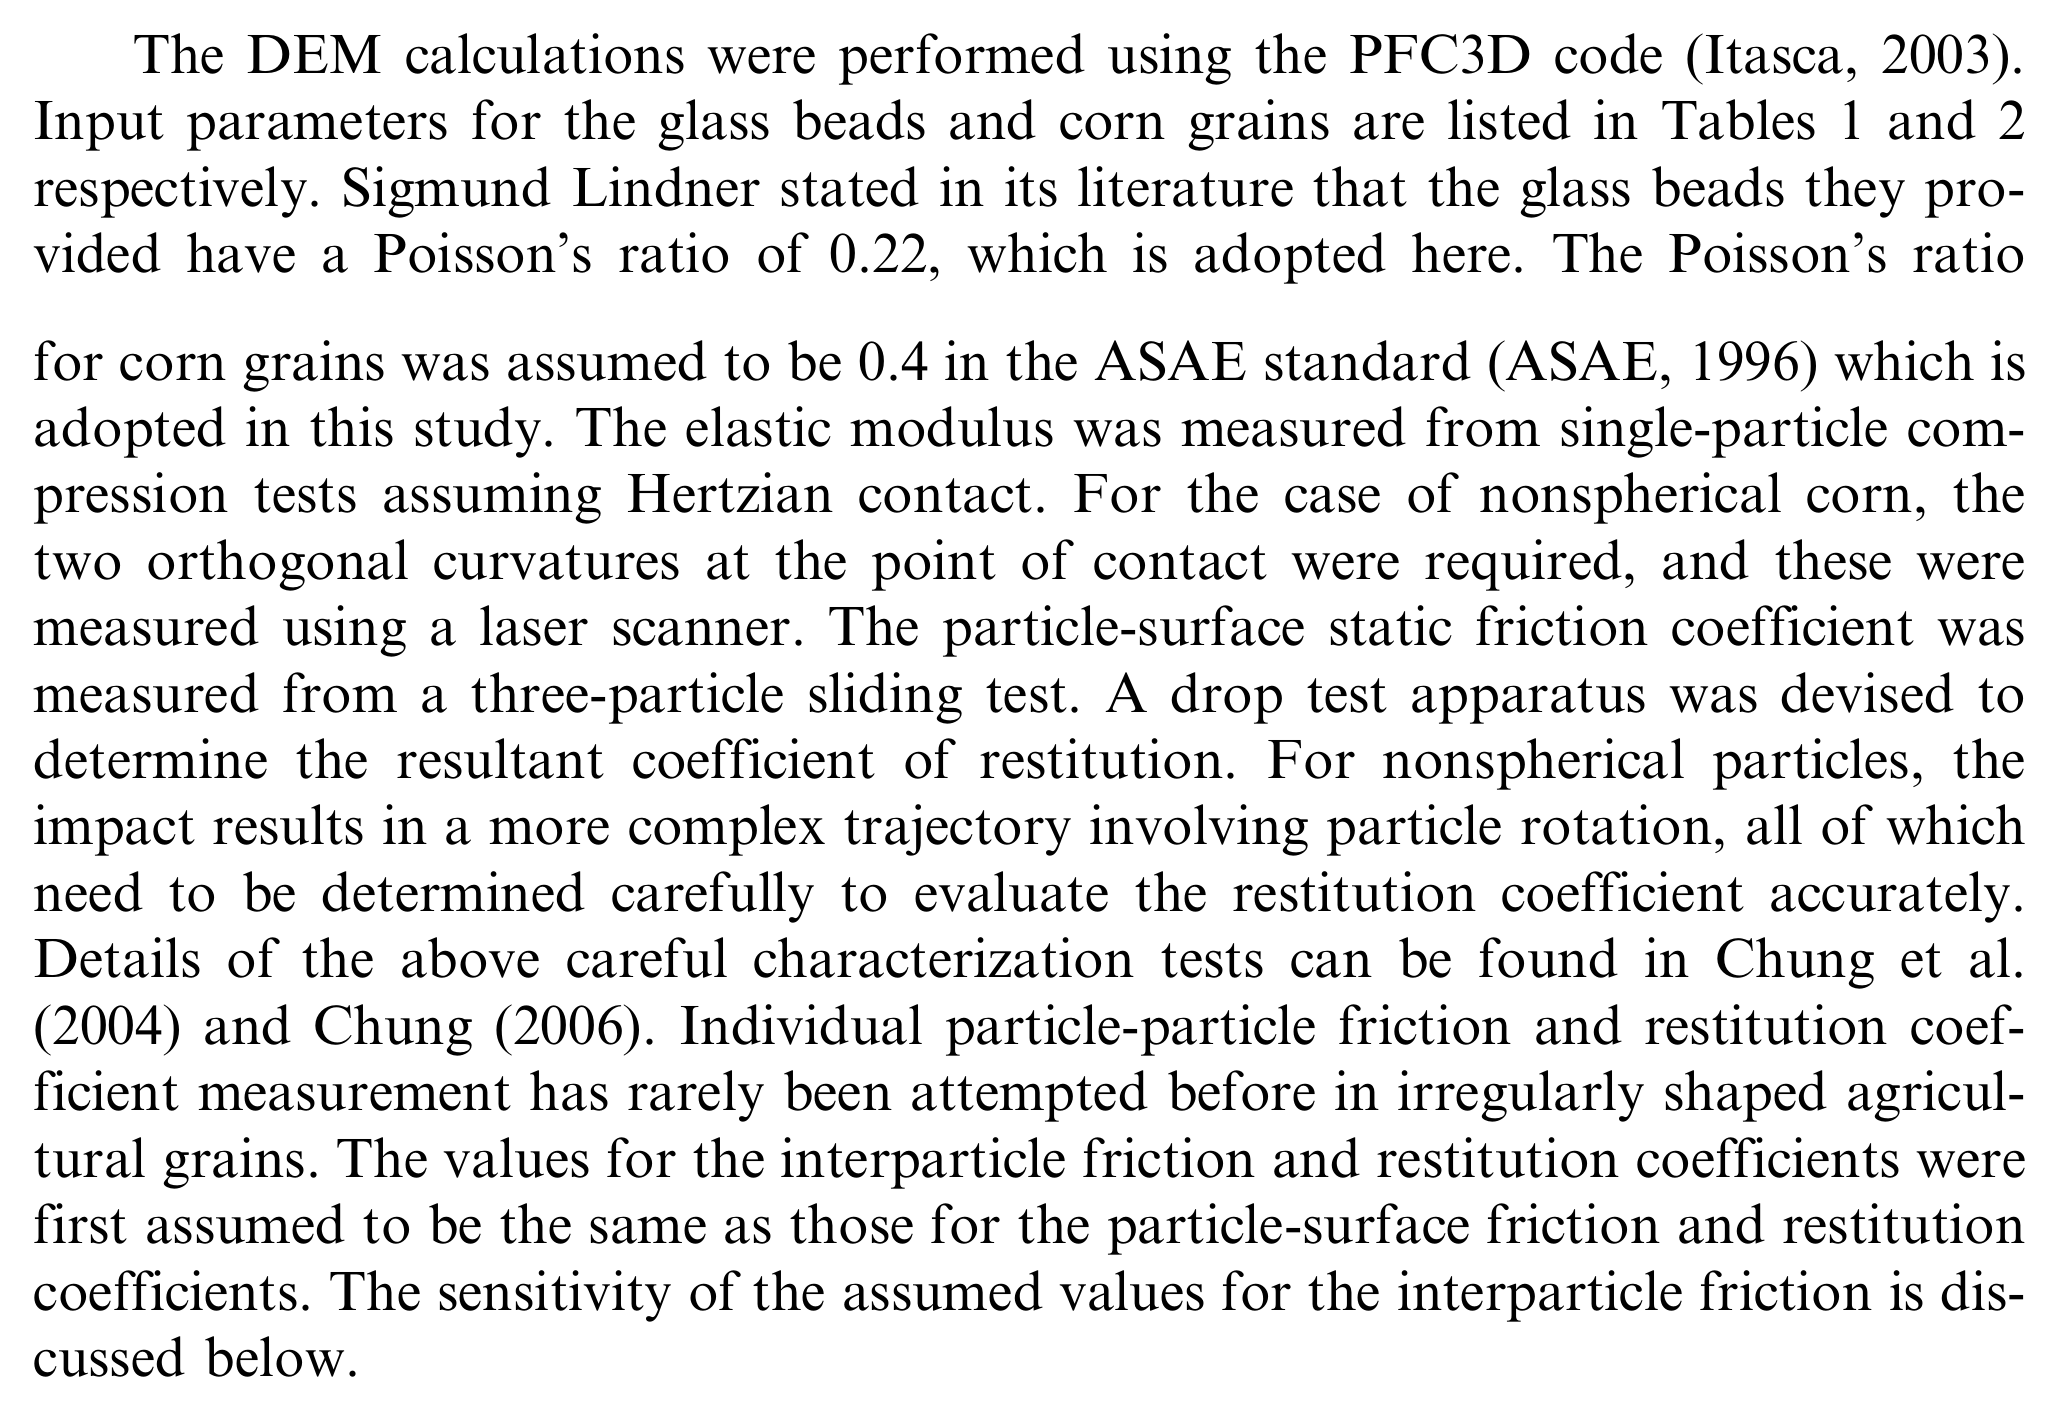 The DEM calculations were performed using the PFC3D code (Itasca, 2003).
Input parameters for the glass beads and corn grains are listed in Tables 1 and 2
respectively. Sigmund Lindner stated in its literature that the glass beads they pro-
vided have a Poisson’s ratio of 0.22, which is adopted here. The Poisson’s ratio
for corn grains was assumed to be 0.4 in the ASAE standard (ASAE, 1996) which is
adopted in this study. The elastic modulus was measured from single-particle com-
pression tests assuming Hertzian contact. For the case of nonspherical corn, the
two orthogonal curvatures at the point of contact were required, and these were
measured using a laser scanner. The particle-surface static friction coefficient was
measured from a three-particle sliding test. A drop test apparatus was devised to
determine the resultant coefficient of restitution. For nonspherical particles, the
impact results in a more complex trajectory involving particle rotation, all of which
need to be determined carefully to evaluate the restitution coefficient accurately.
Details of the above careful characterization tests can be found in Chung et al.
(2004) and Chung (2006). Individual particle-particle friction and restitution coef-
ficient measurement has rarely been attempted before in irregularly shaped agricul-
tural grains. The values for the interparticle friction and restitution coefficients were
first assumed to be the same as those for the particle-surface friction and restitution
coefficients. The sensitivity of the assumed values for the interparticle friction is dis-
cussed below.